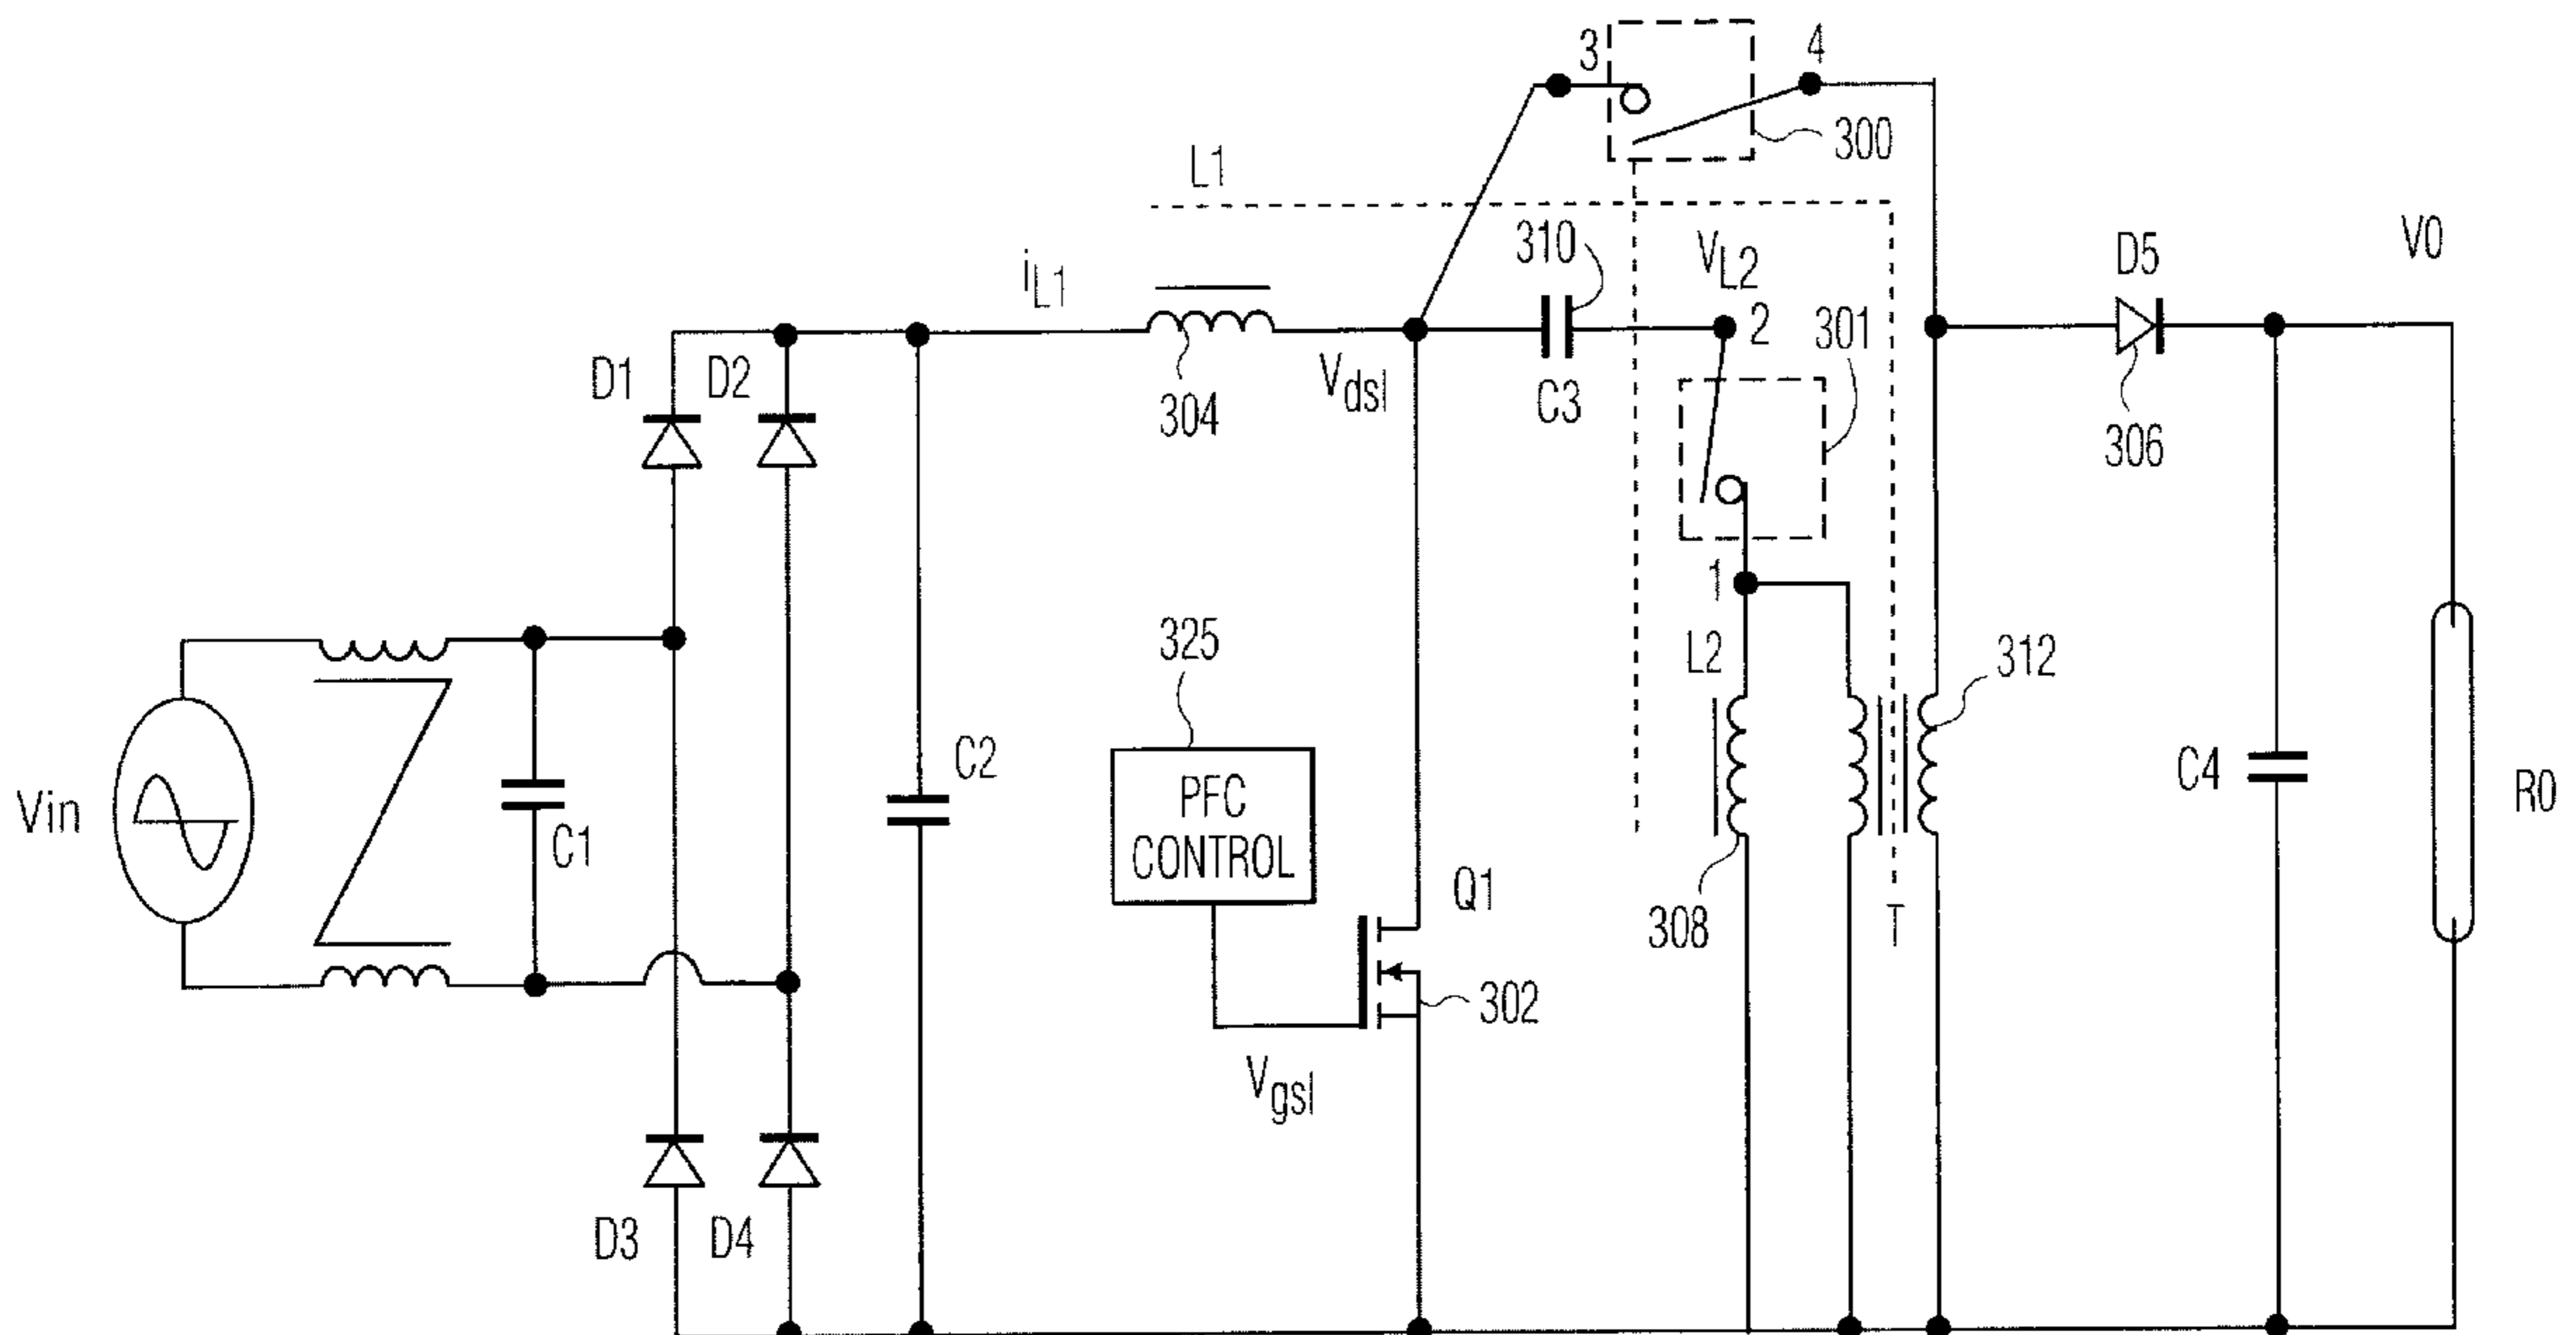 3
4
300
L1
310
VL2
V0
iL1
D5
2
301
D1
D2
304
Vdsl
C3
306
1
325
L2
312
C2
PFC
CONTROL
C4
R0
Vin
C1
Q1
308
T
302
Vgsl
D3
D4